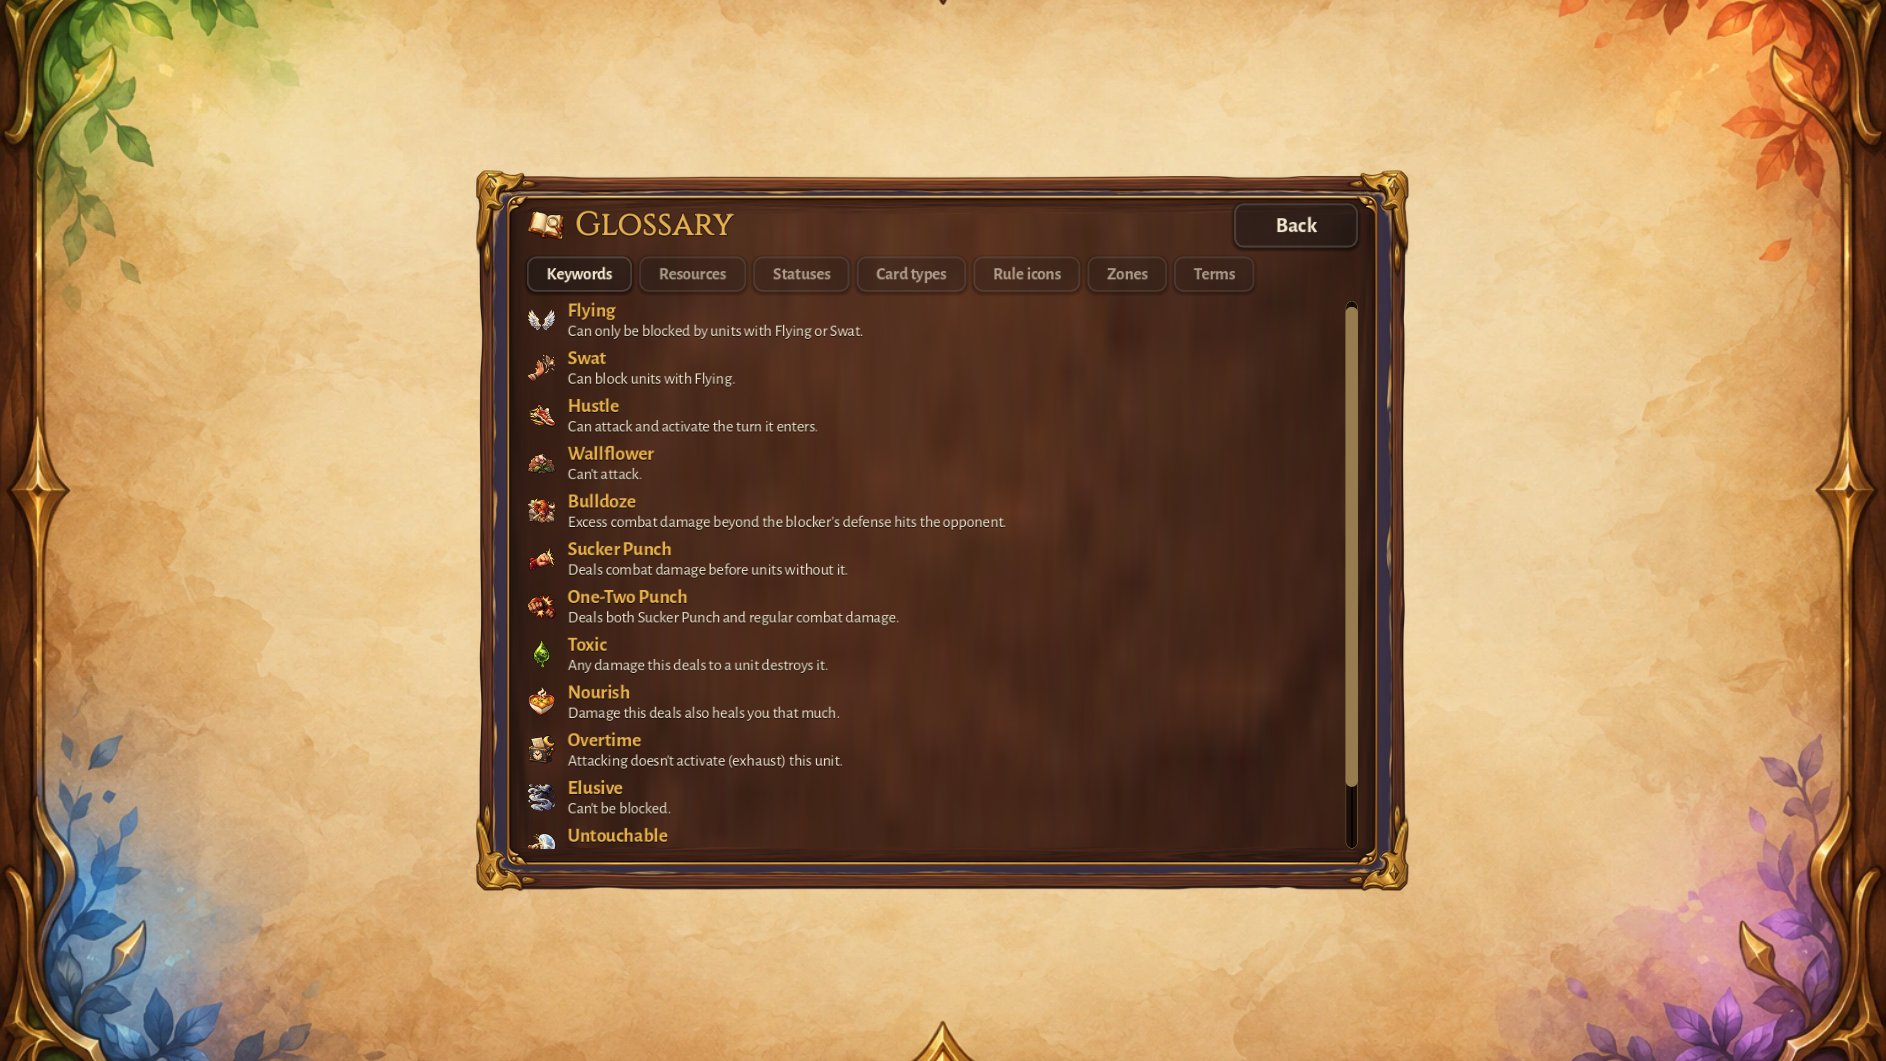 Glossary
Back
Keywords Resources Statuses Card types Rule icons Zones Terms
Flying
Can only be blocked by units with Flying or Swat.
Swat
Can block units with Flying.
Hustle
Can attack and activate the turn it enters.
Wallflower
Can't attack.
Bulldoze
Excess combat damage beyond the blocker's defense hits the opponent.
Sucker Punch
Deals combat damage before units without it.
One-Two Punch
Deals both Sucker Punch and regular combat damage.
Toxic
Any damage this deals to a unit destroys it.
Nourish
Damage this deals also heals you that much.
Overtime
Attacking doesn't activate (exhaust) this unit.
Elusive
Can't be blocked.
Untouchable